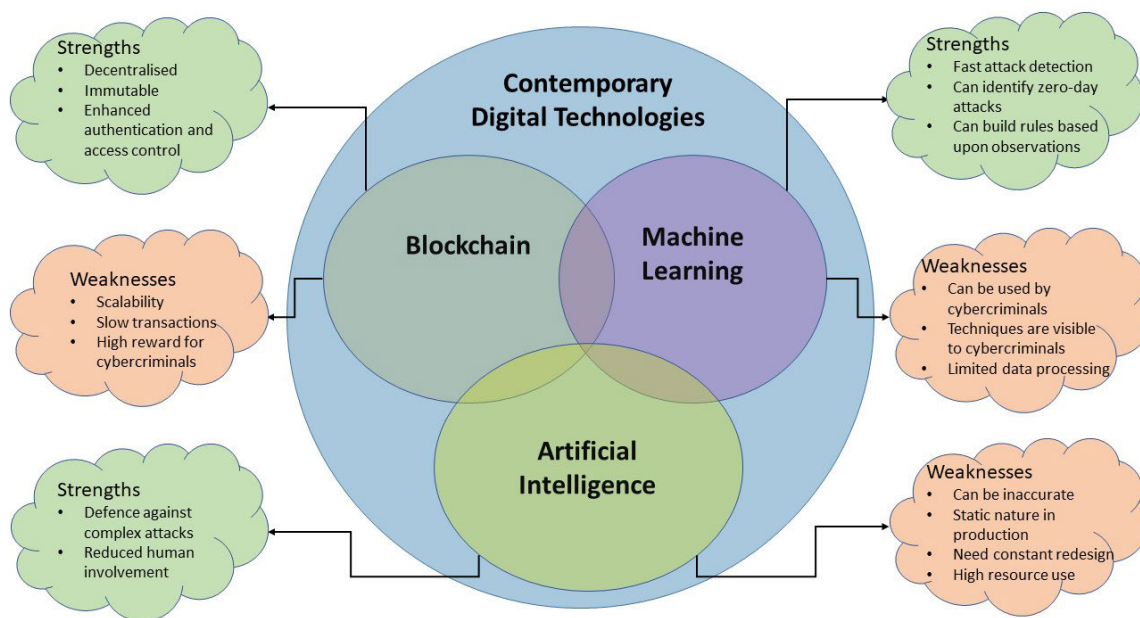 Contemporary
Digital Technologies
Strengths
• Decentralised
• Immutable
• Enhanced
authentication and
access control
Strengths
• Fast attack detection
• Can identify zero-day
attacks
• Can build rules based
upon observations
Blockchain
Machine
Learning
Weaknesses
• Scalability
• Slow transactions
• High reward for
cybercriminals
Weaknesses
• Can be used by
cybercriminals
• Techniques are visible
to cybercriminals
• Limited data processing
Artificial
Intelligence
Strengths
• Defence against
complex attacks
• Reduced human
involvement
Weaknesses
• Can be inaccurate
• Static nature in
production
• Need constant redesign
• High resource use